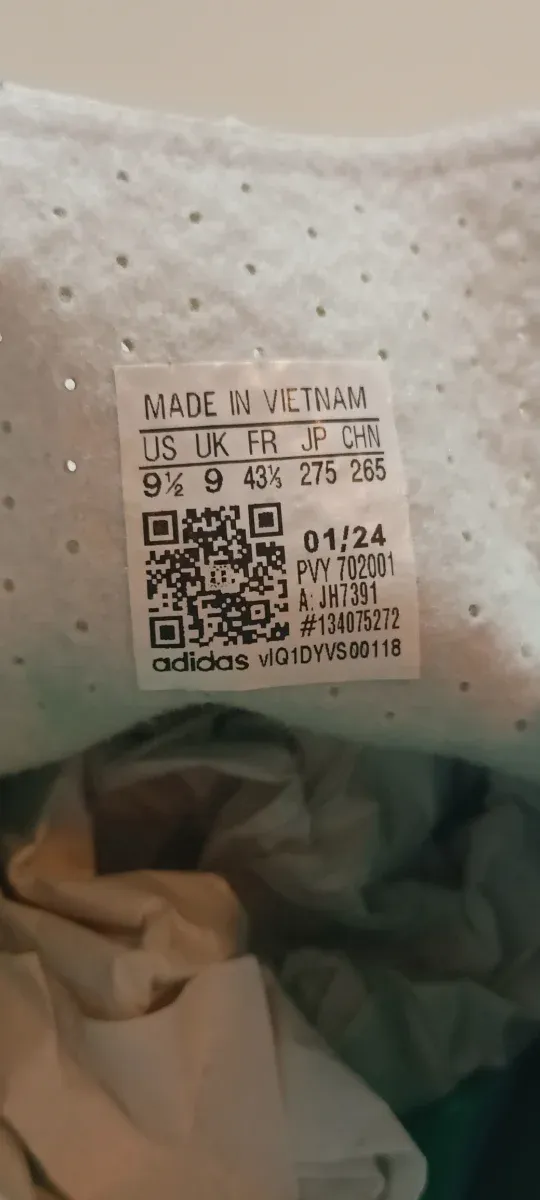 MADE IN VIETNAM
US UK FR JP CHN
9½ 9 43⅓ 275 265
01/24
PVY 702001
A: JH7391
#134075272
adidas vIQ1DYVS00118